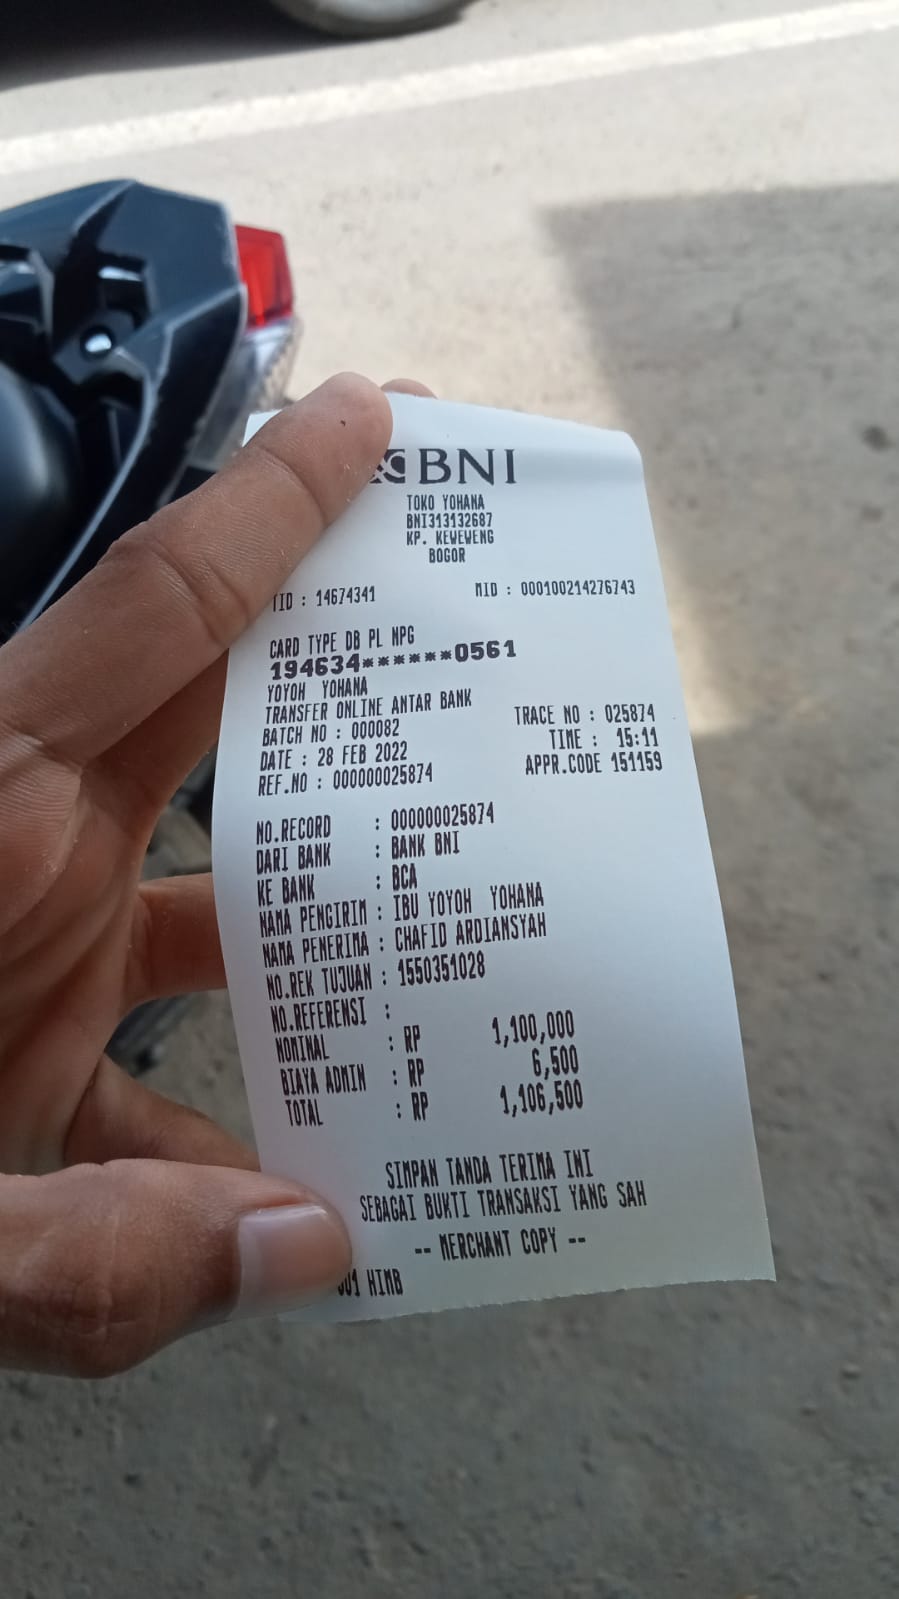 BNI
TOKO YOHANA
BNI313132687
KP. KEWEWENG
BOGOR
TID : 14674341 MID : 000100214276743
CARD TYPE DB PL NPG
194634******0561
YOYOH YOHANA
TRANSFER ONLINE ANTAR BANK
BATCH NO : 000082 TRACE NO : 025874
DATE : 28 FEB 2022 TIME : 15:11
REF.NO : 000000025874 APPR.CODE 151159
NO.RECORD : 000000025874
DARI BANK : BANK BNI
KE BANK : BCA
NAMA PENGIRIM : IBU YOYOH YOHANA
NAMA PENERIMA : CHAFID ARDIANSYAH
NO.REK TUJUAN : 1550351028
NO.REFERENSI :
NOMINAL : RP 1,100,000
BIAYA ADMIN : RP 6,500
TOTAL : RP 1,106,500
SIMPAN TANDA TERIMA INI
SEBAGAI BUKTI TRANSAKSI YANG SAH
-- MERCHANT COPY --
HIMB